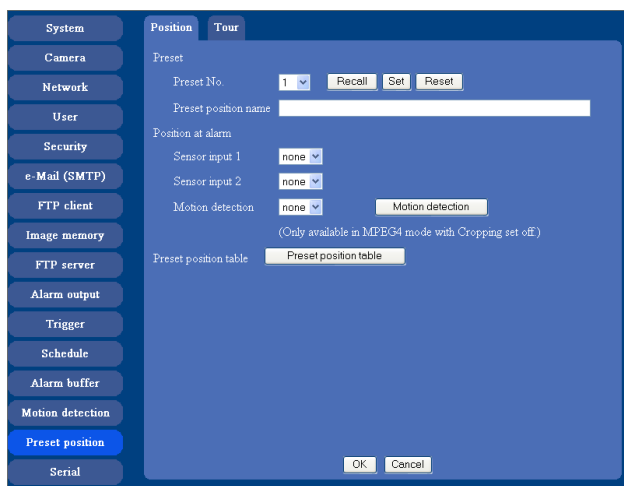 System
Camera
Network
User
Security
e-Mail (SMTP)
FTP client
Image memory
FTP server
Alarm output
Trigger
Schedule
Alarm buffer
Motion detection
Preset position
Serial
Position Tour
Preset
Preset No. 1 Recall Set Reset
Preset position name
Position at alarm
Sensor input 1 none
Sensor input 2 none
Motion detection none Motion detection
(Only available in MPEG4 mode with Cropping set off.)
Preset position table Preset position table
OK Cancel